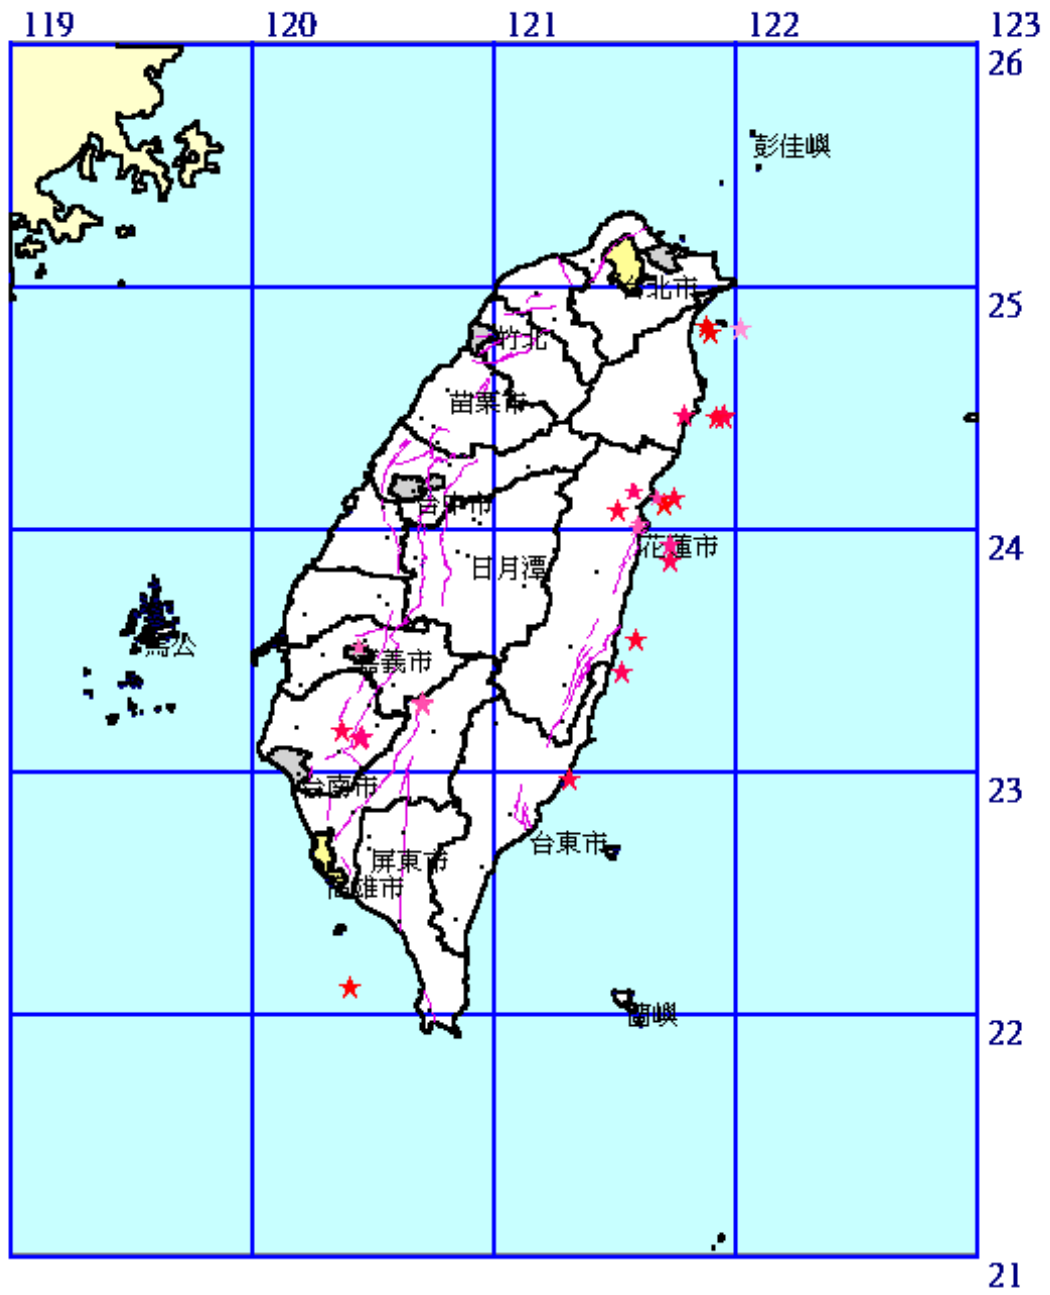 119 120 121 122 123
26
彭佳嶼
台北市
25
竹北
苗栗市
台中市
24
花蓮市
日月潭
馬公
嘉義市
台南市
23
台東市
屏東市
高雄市
蘭嶼
22
21